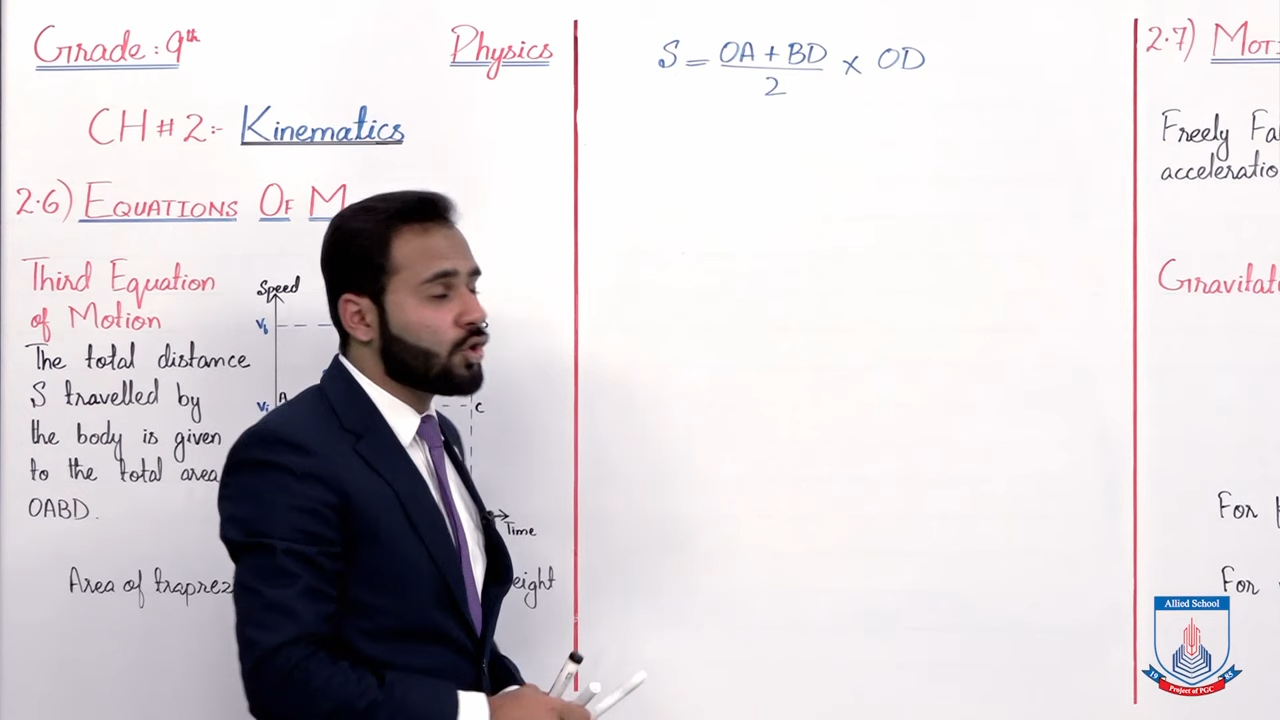 Grade: 9th
Physics
CH # 2:- Kinematics
2.6) EQUATIONS OF M
Third Equation
of Motion
The total distance
S travelled by
the body is given
to the total area
OABD.
Speed
Vf
Vi
A
C
Time
Area of traprez
eight
S = OA + BD / 2 × OD
2.7) MOT
Freely Fa
acceleratio
Gravitat
For
For
Allied School
1985
Project of PGC